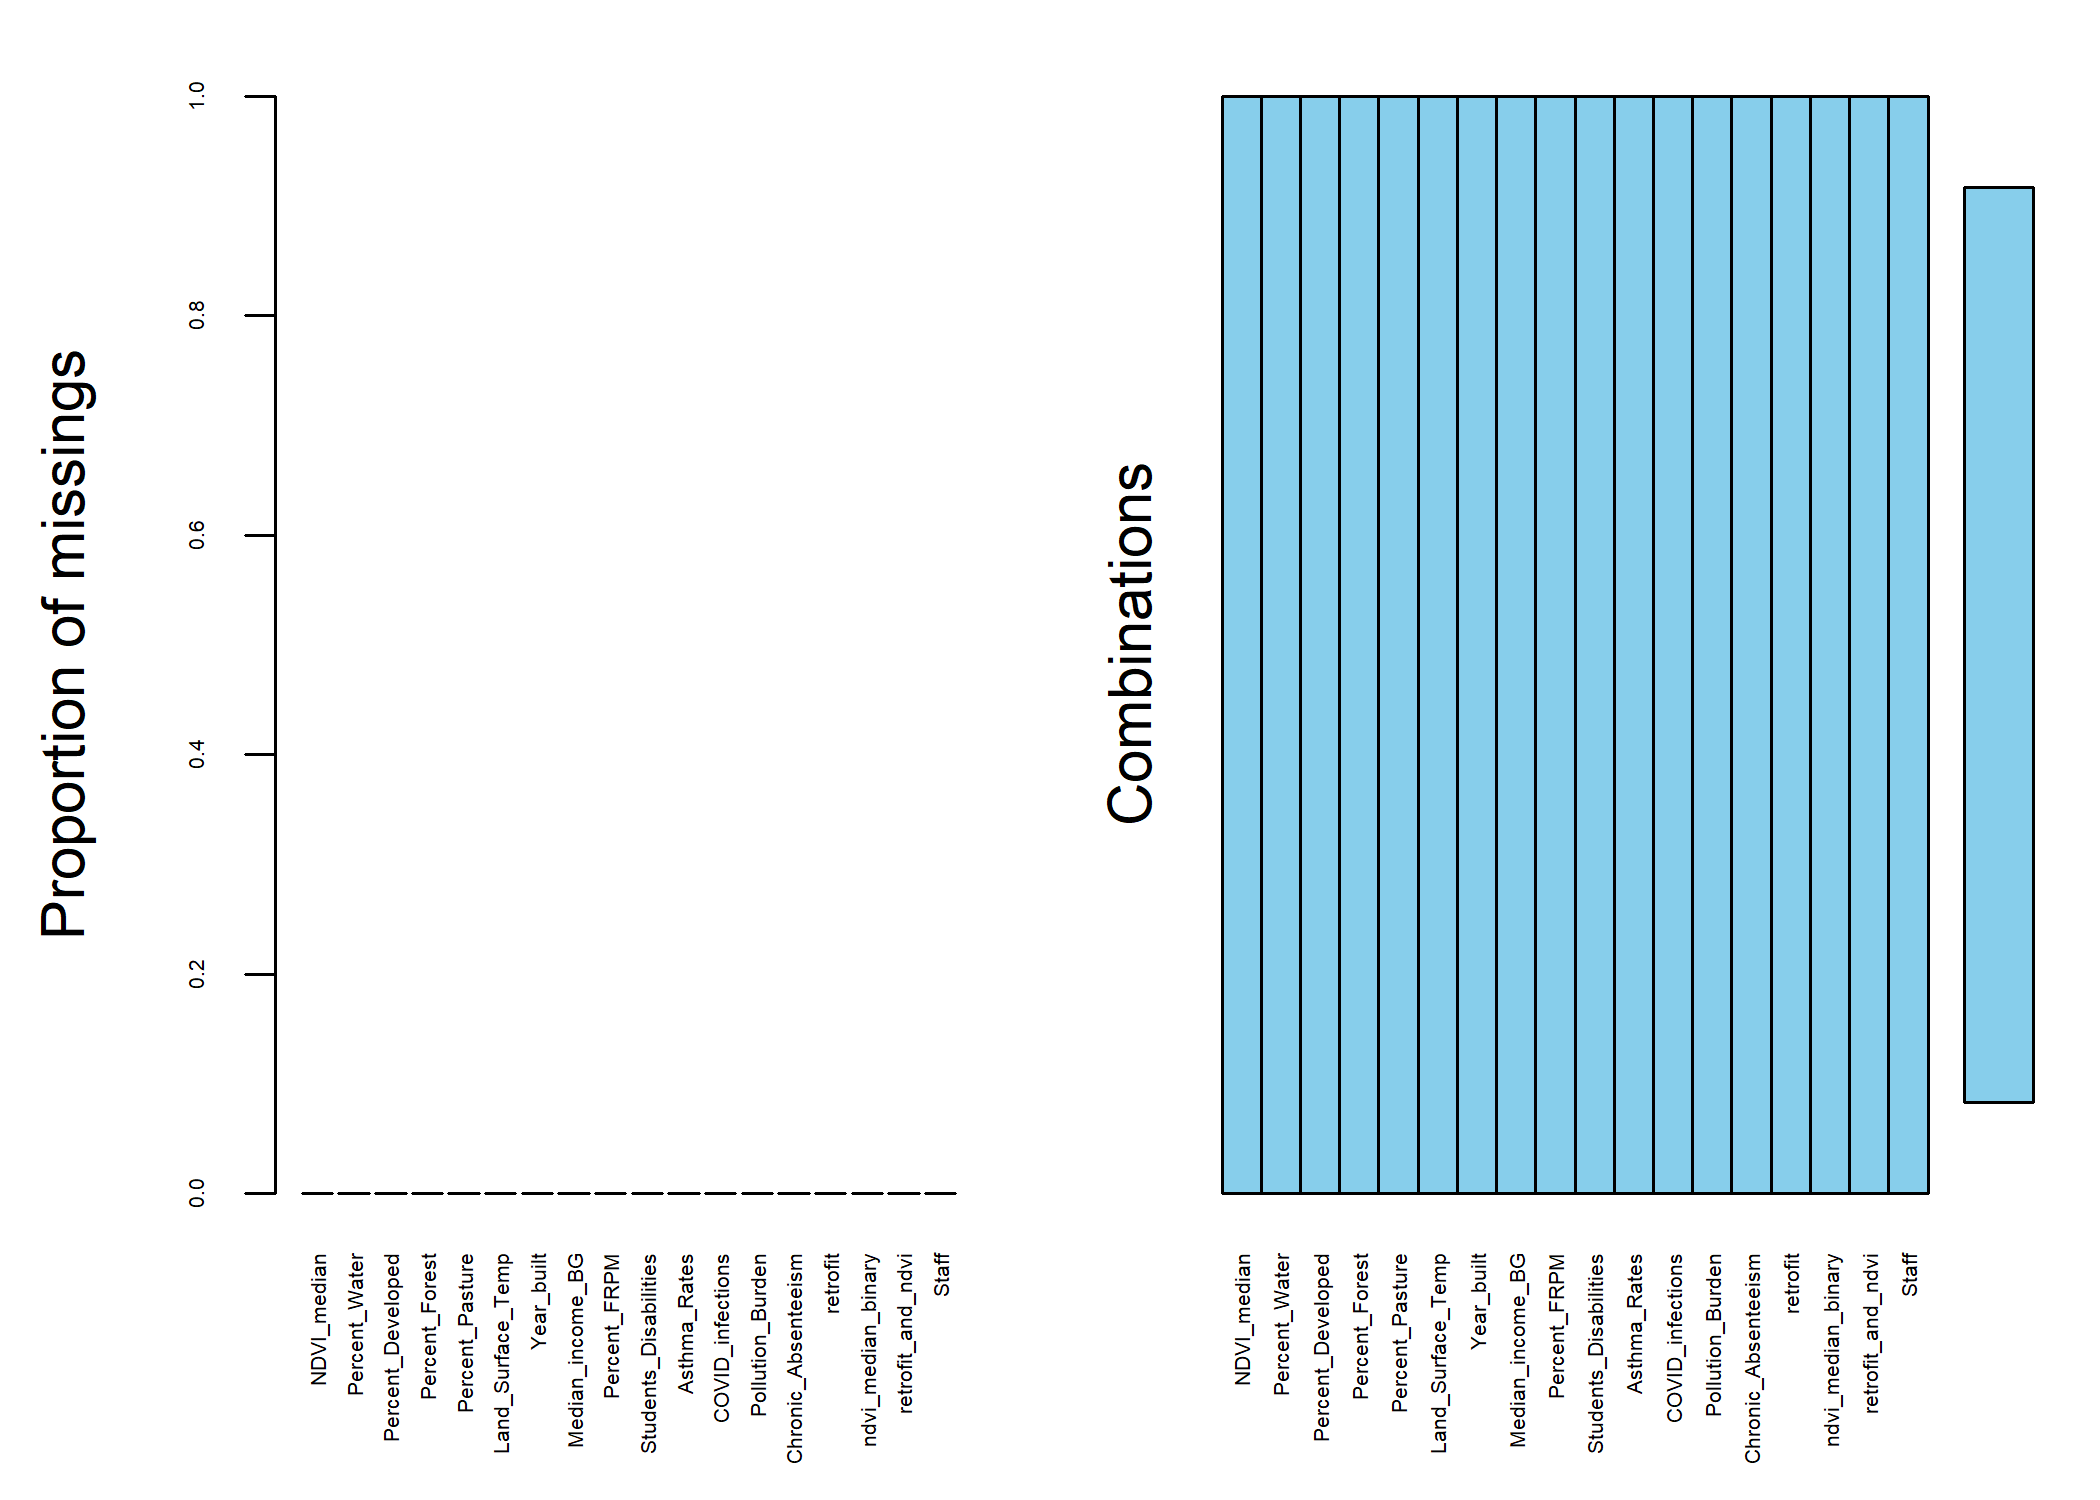 Proportion of missings
1.0
0.8
0.6
0.4
0.2
0.0
NDVI_median
Percent_Water
Percent_Developed
Percent_Forest
Percent_Pasture
Land_Surface_Temp
Year_built
Median_income_BG
Percent_FRPM
Students_Disabilities
Asthma_Rates
COVID_infections
Pollution_Burden
Chronic_Absenteeism
retrofit
ndvi_median_binary
retrofit_and_ndvi
Staff
Combinations
NDVI_median
Percent_Water
Percent_Developed
Percent_Forest
Percent_Pasture
Land_Surface_Temp
Year_built
Median_income_BG
Percent_FRPM
Students_Disabilities
Asthma_Rates
COVID_infections
Pollution_Burden
Chronic_Absenteeism
retrofit
ndvi_median_binary
retrofit_and_ndvi
Staff